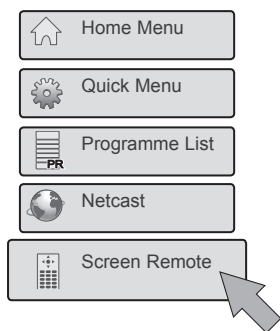 Home Menu
Quick Menu
Programme List
PR
Netcast
Screen Remote